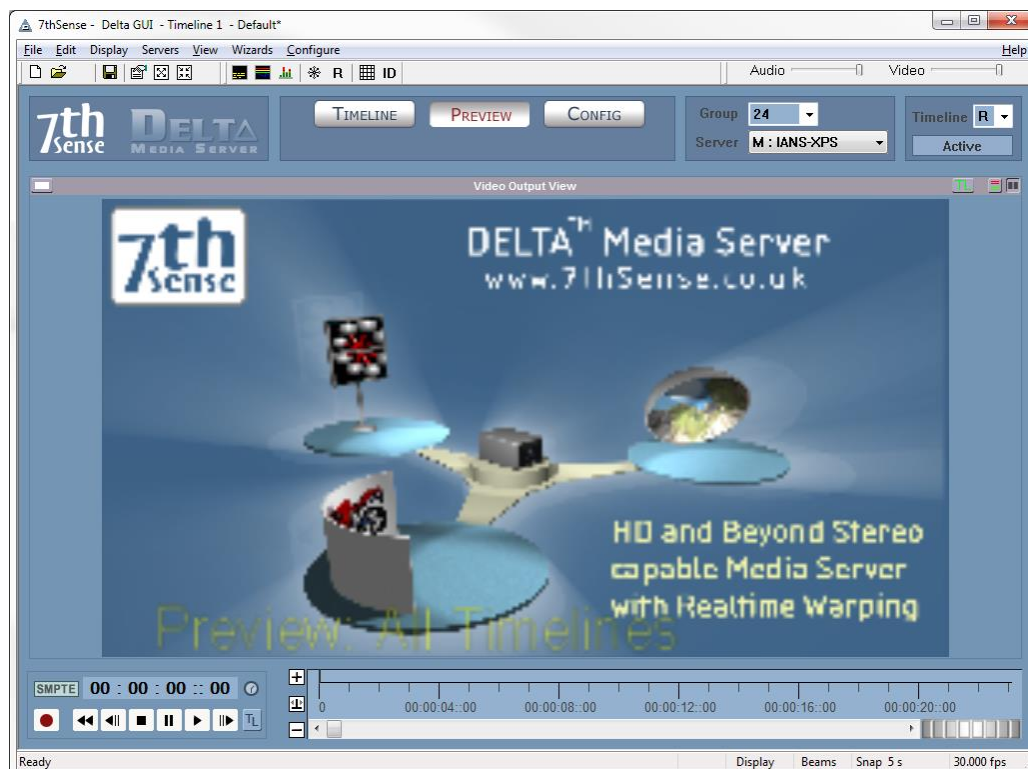 7thSense - Delta GUI - Timeline 1 - Default*
File Edit Display Servers View Wizards Configure Help
R ID Audio Video
7th Sense DELTA MEDIA SERVER
TIMELINE PREVIEW CONFIG
Group 24
Server M : IANS-XPS
Timeline R
Active
Video Output View TL
7th Sense
DELTA™ Media Server
www.7thSense.co.uk
HD and Beyond Stereo
capable Media Server
with Realtime Warping
Preview: All Timelines
SMPTE 00 : 00 : 00 :: 00
TL
0 00:00:04::00 00:00:08::00 00:00:12::00 00:00:16::00 00:00:20::00
Ready Display Beams Snap 5 s 30.000 fps